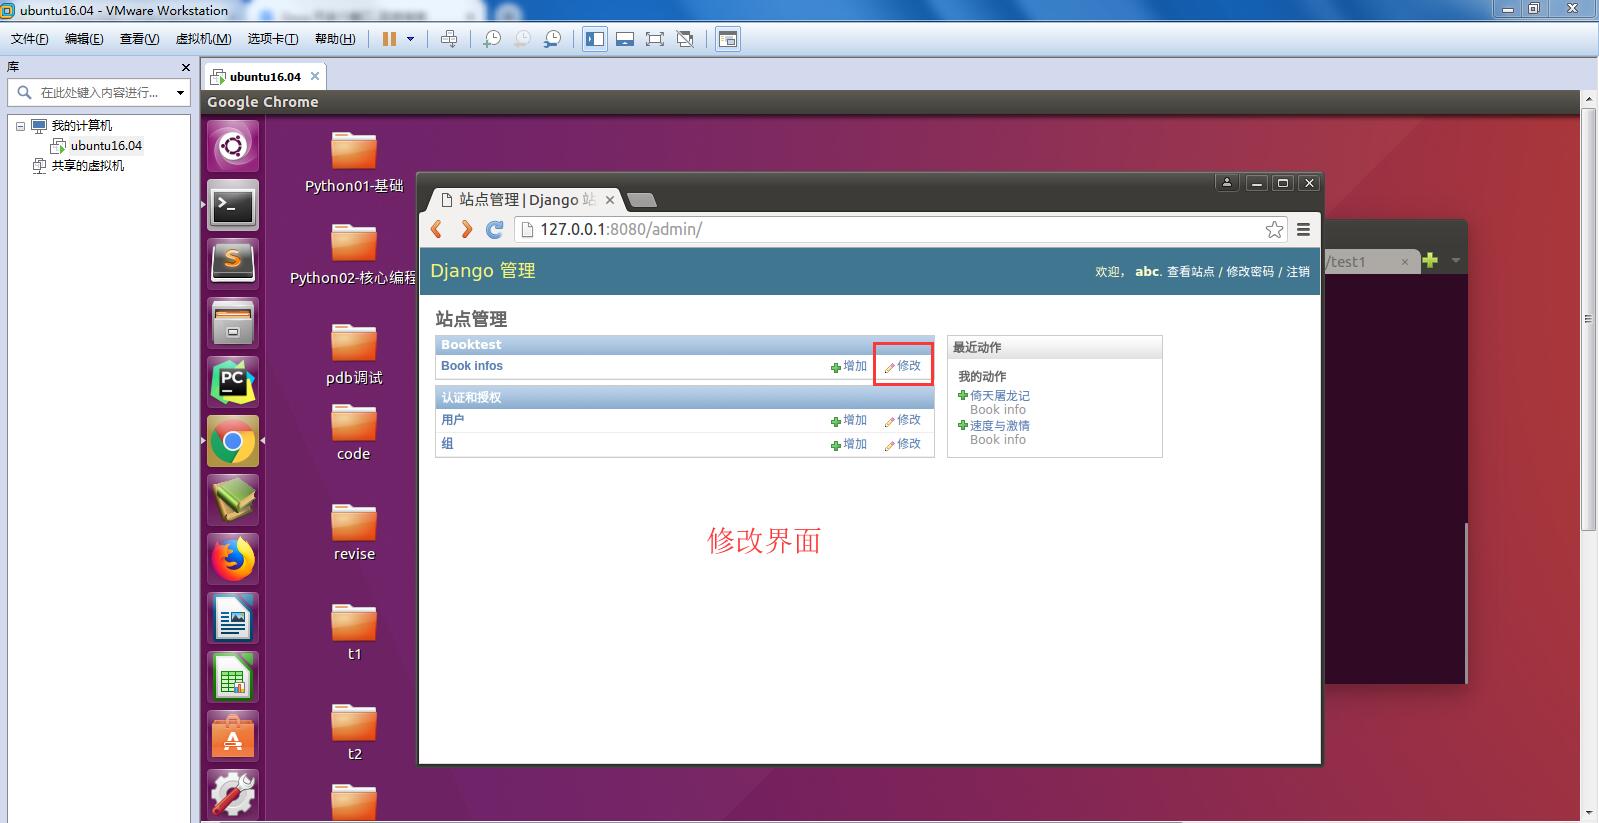 ubuntu16.04 - VMware Workstation
文件(F) 编辑(E) 查看(V) 虚拟机(M) 选项卡(T) 帮助(H)
库
在此处键入内容进行...
我的计算机
ubuntu16.04
共享的虚拟机
ubuntu16.04
Google Chrome
Python01-基础
Python02-核心编程
pdb调试
code
revise
t1
t2
站点管理 | Django 站
127.0.0.1:8080/admin/
Django 管理
欢迎， abc. 查看站点 / 修改密码 / 注销
站点管理
Booktest
Book infos 增加 修改
认证和授权
用户 增加 修改
组 增加 修改
最近动作
我的动作
倚天屠龙记
Book info
速度与激情
Book info
修改界面
/test1